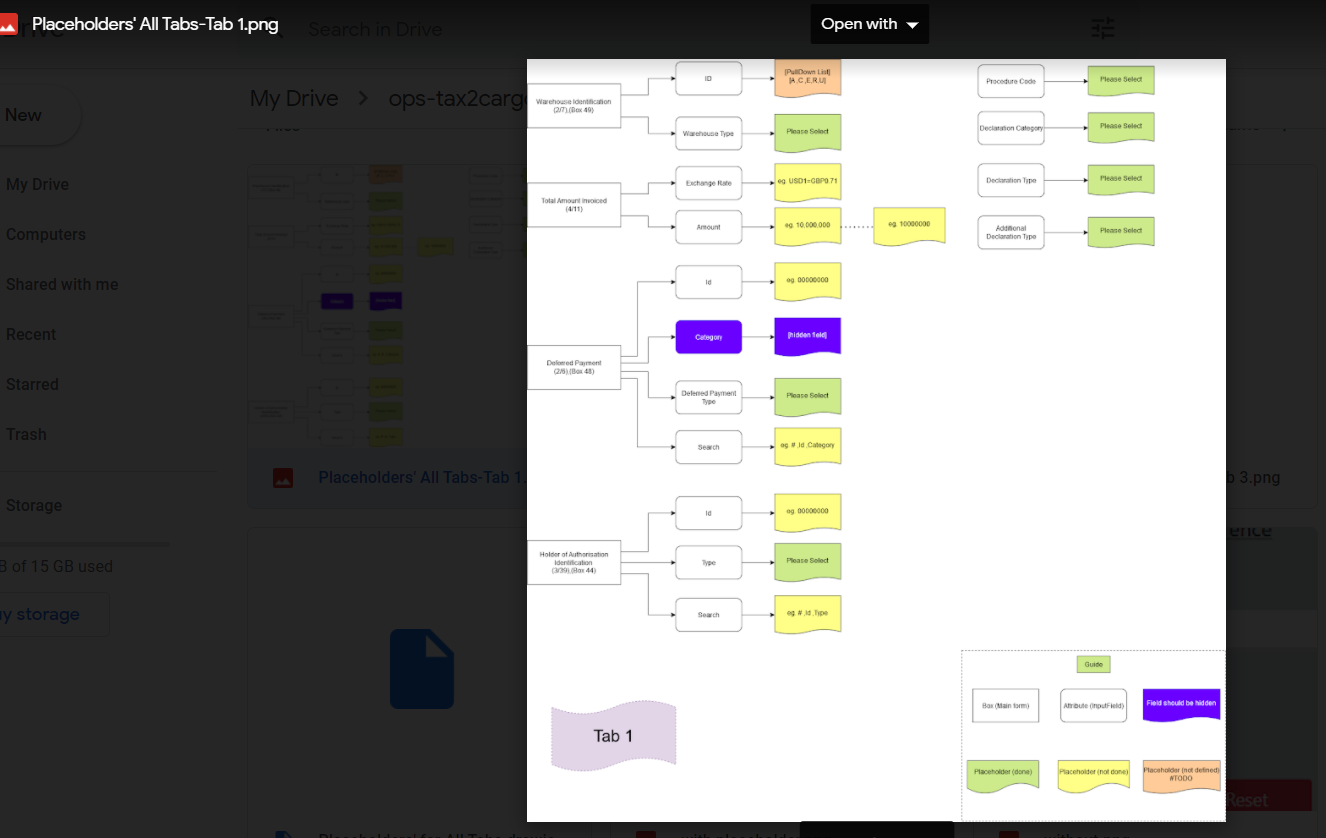 Placeholders' All Tabs-Tab 1.png
Open with
Search in Drive
New
My Drive
ops-tax2carg
My Drive
Computers
Shared with me
Recent
Starred
Trash
Storage
B of 15 GB used
y storage
Placeholders' All Tabs-Tab 1.
b 3.png
ence
Reset
Warehouse Identification
(2/7),(Box 49)
ID
[PullDown List]
Warehouse Type
Please Select
Total Amount Invoiced
(4/11)
Exchange Rate
eg. USD1=GBP0.71
Amount
eg. 10.000,000
eg. 10000000
Deferred Payment
(2/6),(Box 48)
Id
eg. 00000000
Category
[hidden field]
Deferred Payment
Type
Please Select
Search
eg. # ,Id ,Category
Holder of Authorisation
Identification
(3/39),(Box 44)
Id
eg. 00000000
Type
Please Select
Search
eg. # ,Id ,Type
Procedure Code
Please Select
Declaration Category
Please Select
Declaration Type
Please Select
Additional
Declaration Type
Please Select
Tab 1
Guide
Box (Main form)
Attribute (InputField)
Field should be hidden
Placeholder (done)
Placeholder (not done)
Placeholder (not defined)
#TODO